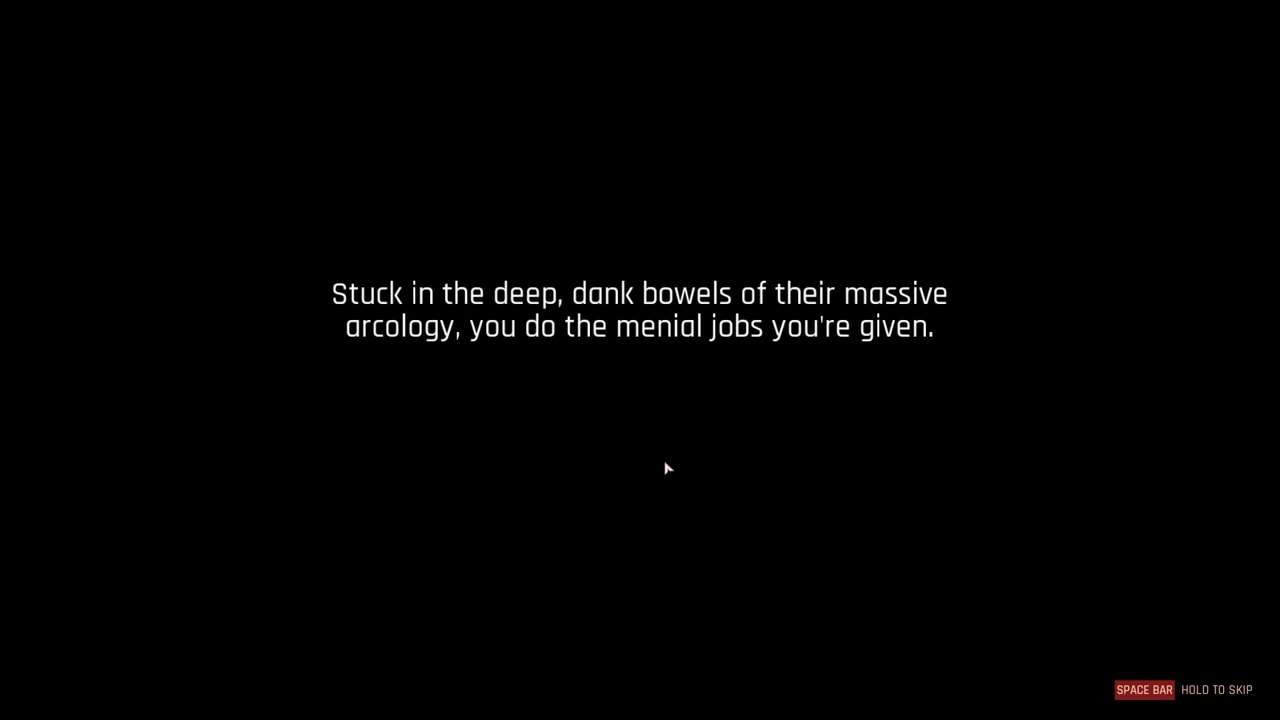 Stuck in the deep, dank bowels of their massive
arcology, you do the menial jobs you're given.
SPACE BAR HOLD TO SKIP